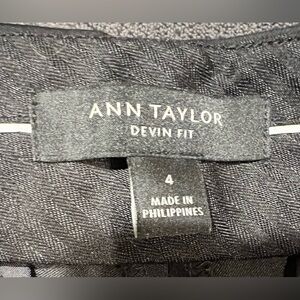 ANN TAYLOR
DEVIN FIT
4
MADE IN
PHILIPPINES